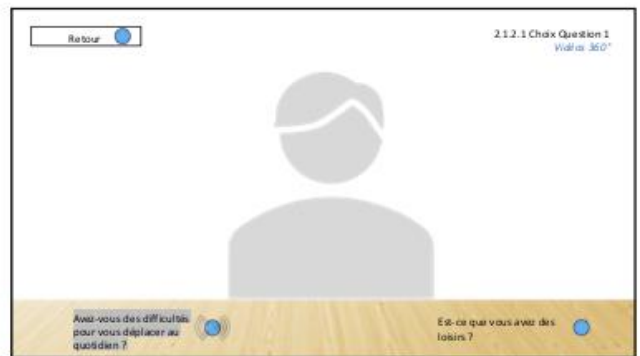 Retour
2.1.2.1 Choix Question 1
Vidéos 360°
Avez-vous des difficultés
pour vous déplacer au
quotidien ?
Est-ce que vous avez des
loisirs ?